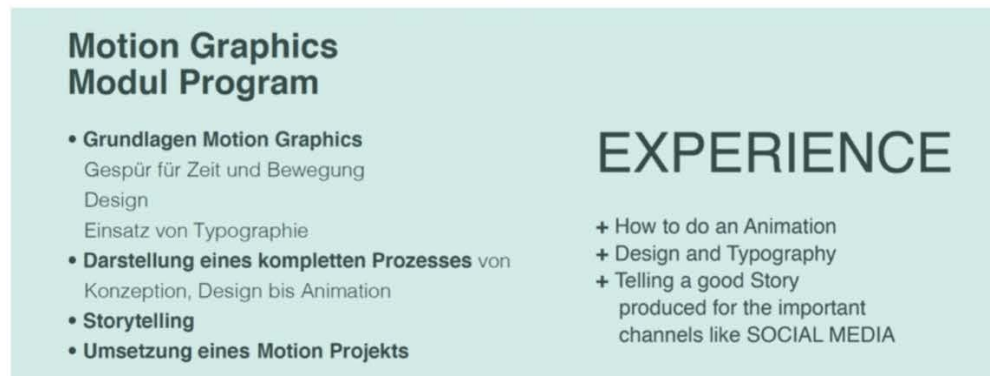 Motion Graphics
Modul Program
• Grundlagen Motion Graphics
Gespür für Zeit und Bewegung
Design
Einsatz von Typographie
• Darstellung eines kompletten Prozesses von
Konzeption, Design bis Animation
• Storytelling
• Umsetzung eines Motion Projekts
EXPERIENCE
+ How to do an Animation
+ Design and Typography
+ Telling a good Story
produced for the important
channels like SOCIAL MEDIA